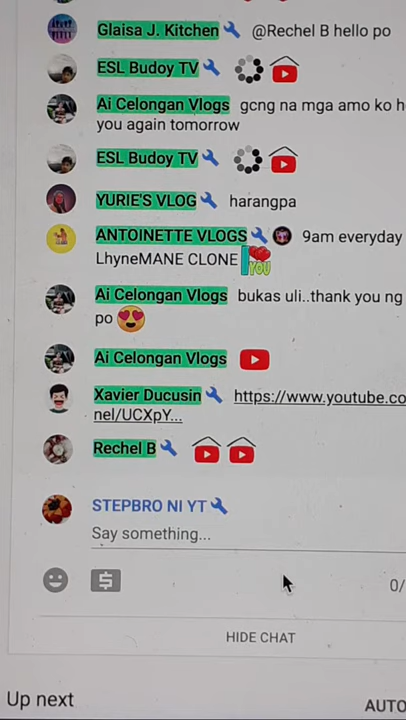 Glaisa J. Kitchen @Rechel B hello po
ESL Budoy TV
Ai Celongan Vlogs gcng na mga amo ko h
you again tomorrow
ESL Budoy TV
YURIE'S VLOG harangpa
ANTOINETTE VLOGS 9am everyday
LhyneMANE CLONE YOU
Ai Celongan Vlogs bukas uli..thank you ng
po
Ai Celongan Vlogs
Xavier Ducusin https://www.youtube.co
nel/UCXpY...
Rechel B
STEPBRO NI YT
Say something...
0/
HIDE CHAT
Up next
AUTO